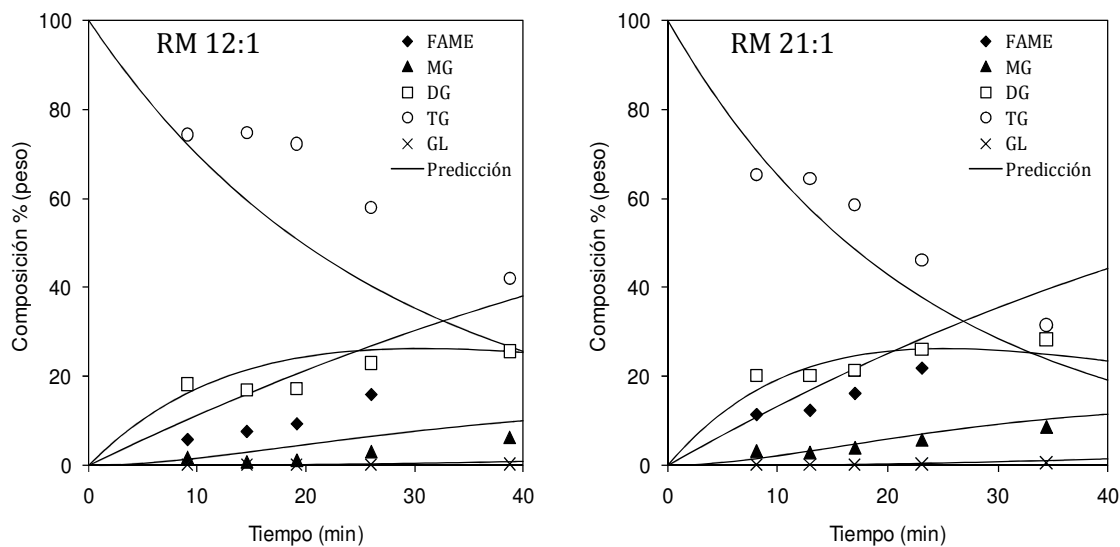 RM 12:1
FAME
MG
DG
TG
GL
Predicción
100
80
60
40
20
0
0 10 20 30 40
Composición % (peso)
Tiempo (min)
RM 21:1
FAME
MG
DG
TG
GL
Predicción
100
80
60
40
20
0
0 10 20 30 40
Composición % (peso)
Tiempo (min)